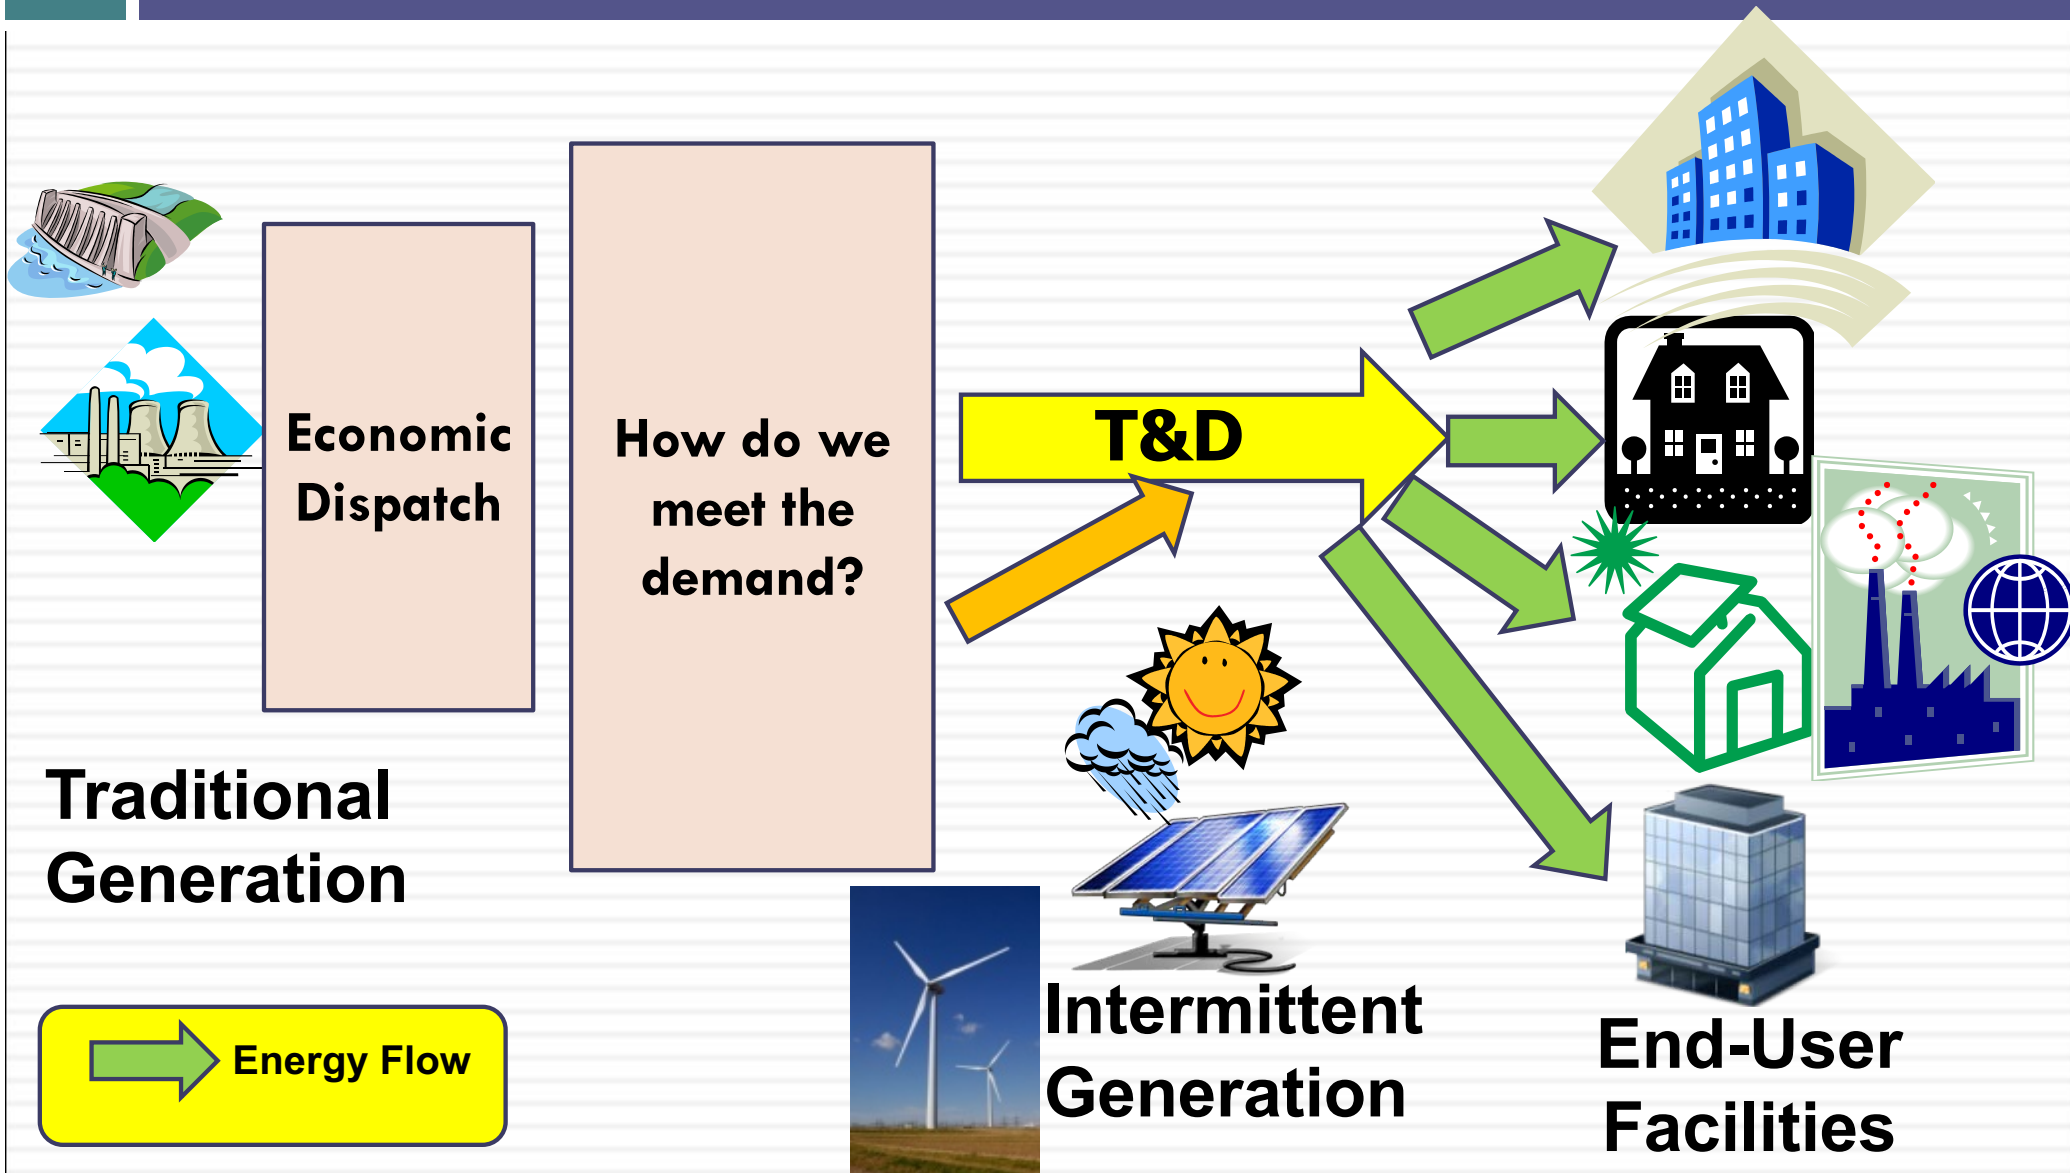 Economic
Dispatch
How do we
meet the
demand?
T&D
Traditional
Generation
Energy Flow
Intermittent
Generation
End-User
Facilities